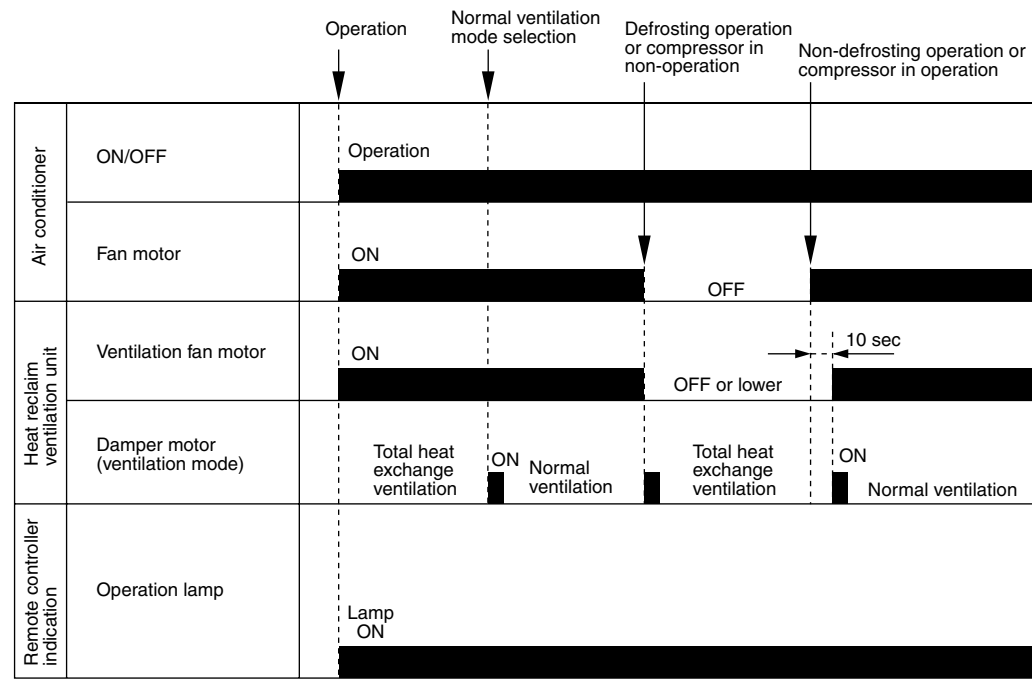 Operation
Normal ventilation
mode selection
Defrosting operation
or compressor in
non-operation
Non-defrosting operation or
compressor in operation
Air conditioner
ON/OFF
Operation
Fan motor
ON
OFF
Heat reclaim
ventilation unit
Ventilation fan motor
ON
OFF or lower
10 sec
Damper motor
(ventilation mode)
Total heat
exchange
ventilation
ON
Normal
ventilation
Total heat
exchange
ventilation
ON
Normal ventilation
Remote controller
indication
Operation lamp
Lamp
ON